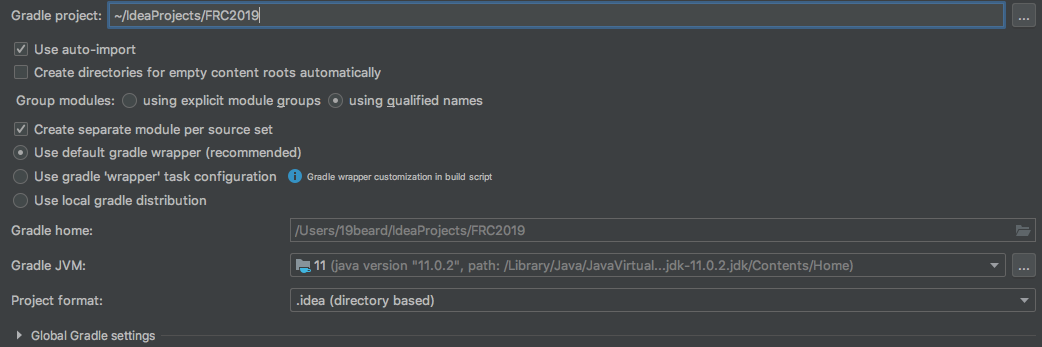 Gradle project: ~/IdeaProjects/FRC2019 ...
Use auto-import
Create directories for empty content roots automatically
Group modules: using explicit module groups using qualified names
Create separate module per source set
Use default gradle wrapper (recommended)
Use gradle 'wrapper' task configuration Gradle wrapper customization in build script
Use local gradle distribution
Gradle home: /Users/19beard/IdeaProjects/FRC2019
Gradle JVM: 11 (java version "11.0.2", path: /Library/Java/JavaVirtual...jdk-11.0.2.jdk/Contents/Home) ...
Project format: .idea (directory based)
Global Gradle settings